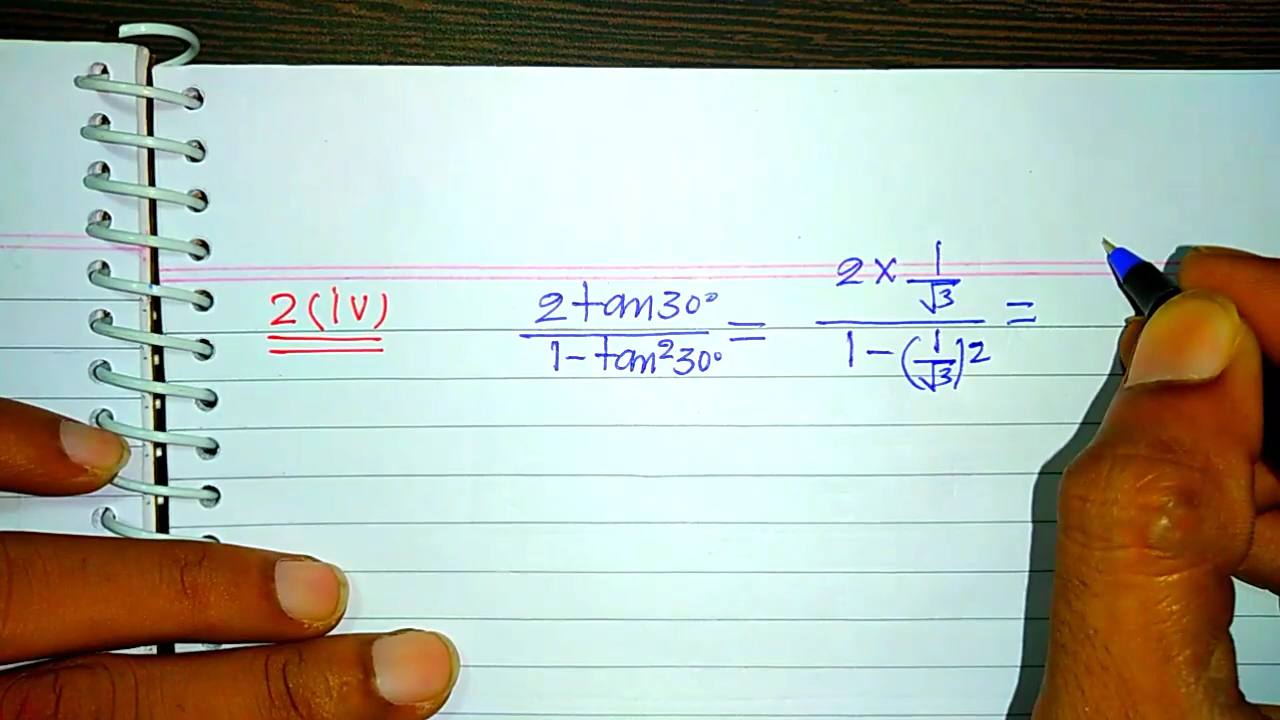 2(IV) 2tan30°/1-tan²30° = 2×1/√3/1-(1/√3)² =